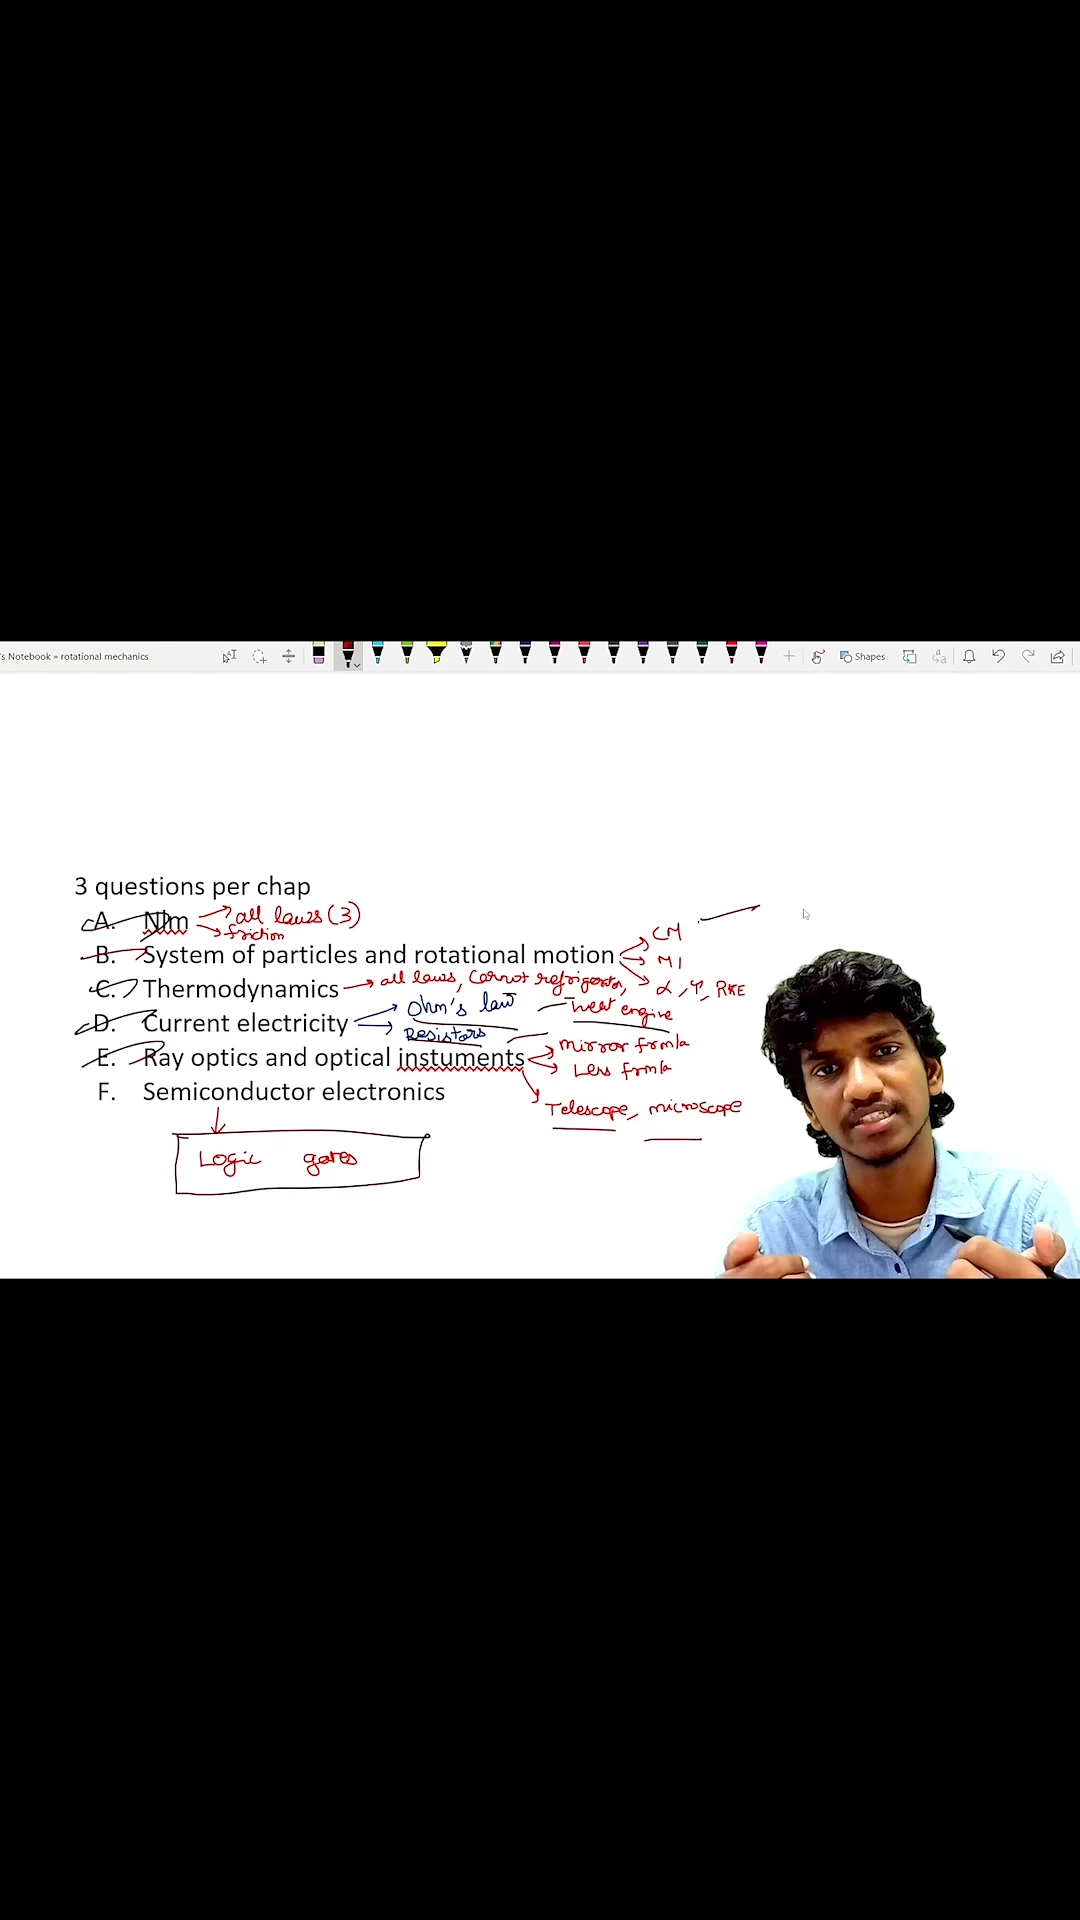 's Notebook » rotational mechanics
Shapes
3 questions per chap
A. Nlm → all laws (3)
→ friction
B. System of particles and rotational motion → CM
→ MI
→ α, τ, RKE
C. Thermodynamics → all laws, Carnot refrigerator,
heat engine
D. Current electricity → Ohm's law
→ Resistors
E. Ray optics and optical instuments → mirror frmla
→ Lens frmla
Telescope, microscope
F. Semiconductor electronics
Logic gates